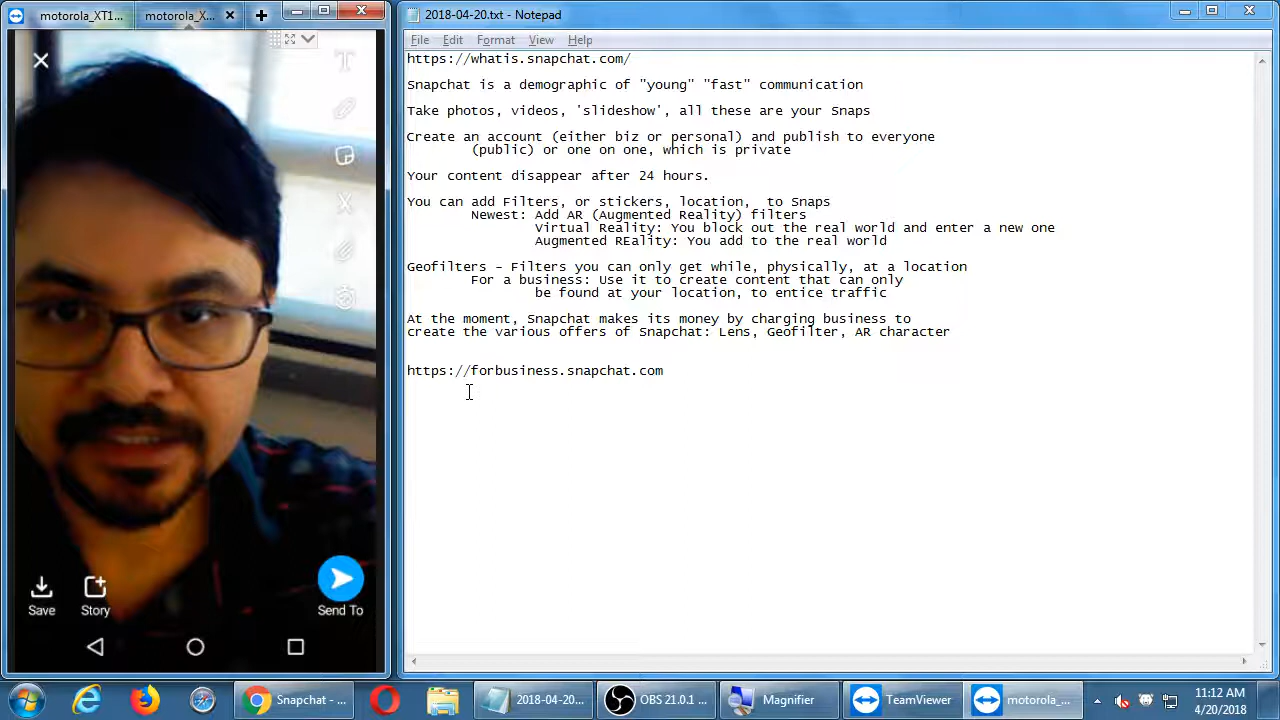 motorola_XT1...
motorola_X...
2018-04-20.txt - Notepad
File Edit Format View Help
https://whatis.snapchat.com/
Snapchat is a demographic of "young" "fast" communication
Take photos, videos, 'slideshow', all these are your Snaps
Create an account (either biz or personal) and publish to everyone
(public) or one on one, which is private
Your content disappear after 24 hours.
You can add Filters, or stickers, location,  to Snaps
Newest: Add AR (Augmented Reality) filters
Virtual Reality: You block out the real world and enter a new one
Augmented REality: You add to the real world
Geofilters - Filters you can only get while, physically, at a location
For a business: Use it to create content that can only
be found at your location, to entice traffic
At the moment, Snapchat makes its money by charging business to
create the various offers of Snapchat: Lens, Geofilter, AR character
https://forbusiness.snapchat.com
T
Save
Story
Send To
Snapchat - ...
2018-04-20...
OBS 21.0.1 ...
Magnifier
TeamViewer
motorola_...
11:12 AM
4/20/2018